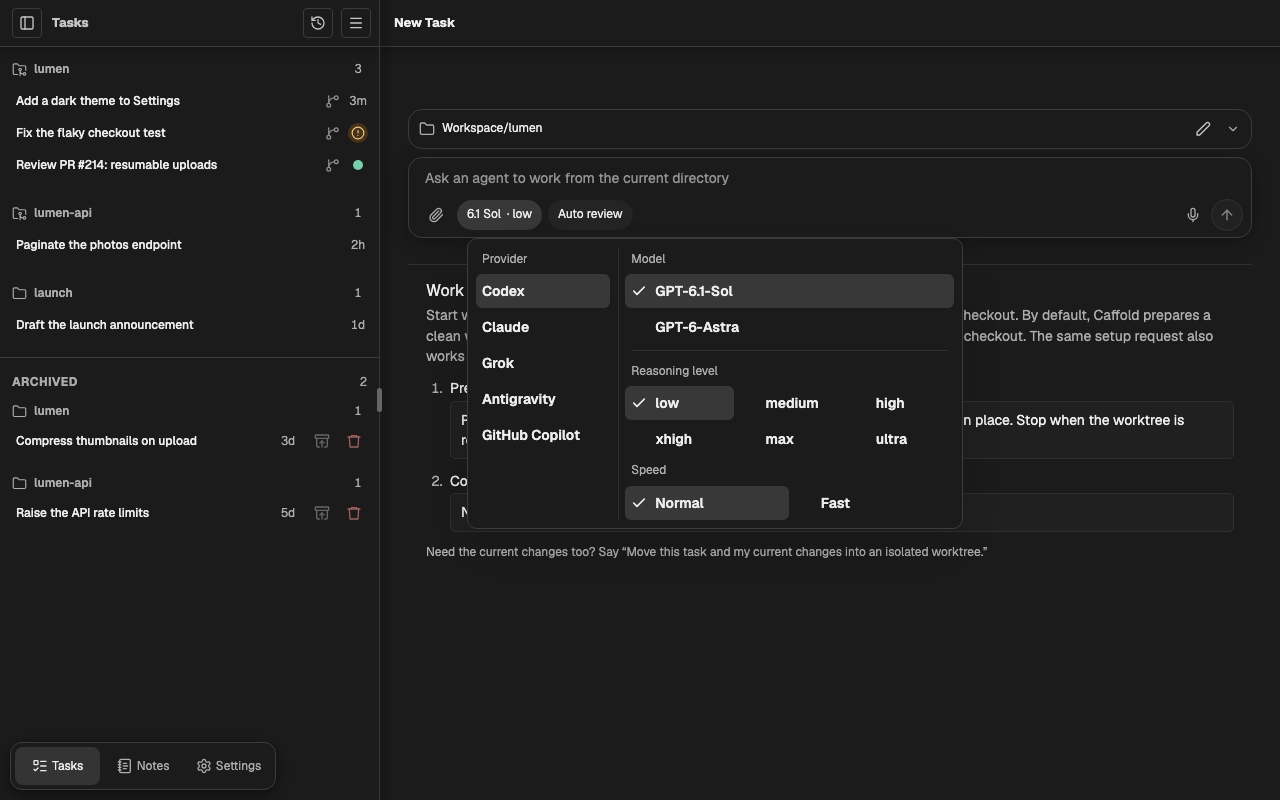 Tasks
New Task
lumen 3
Add a dark theme to Settings 3m
Fix the flaky checkout test
Review PR #214: resumable uploads
lumen-api 1
Paginate the photos endpoint 2h
launch 1
Draft the launch announcement 1d
ARCHIVED 2
lumen 1
Compress thumbnails on upload 3d
lumen-api 1
Raise the API rate limits 5d
Tasks Notes Settings
Workspace/lumen
Ask an agent to work from the current directory
6.1 Sol · low Auto review
Provider
Codex
Claude
Grok
Antigravity
GitHub Copilot
Model
GPT-6.1-Sol
GPT-6-Astra
Reasoning level
low medium high
xhigh max ultra
Speed
Normal Fast
Work
Start heckout. By default, Caffold prepares a
clean checkout. The same setup request also
works
1.
n place. Stop when the worktree is
2.
Need the current changes too? Say “Move this task and my current changes into an isolated worktree.”